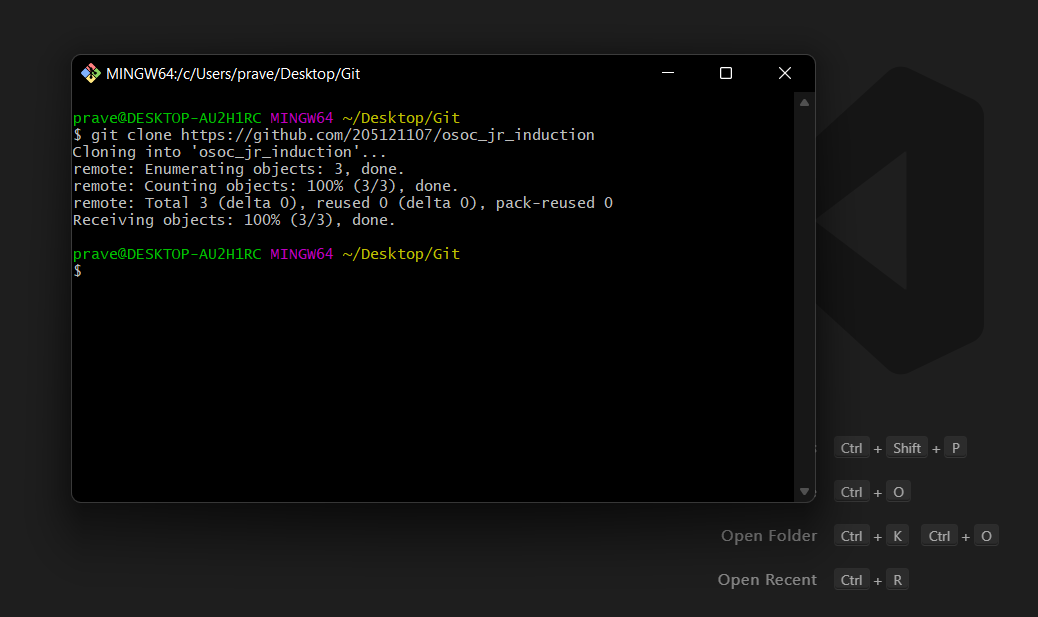 MINGW64:/c/Users/prave/Desktop/Git
prave@DESKTOP-AU2H1RC MINGW64 ~/Desktop/Git
$ git clone https://github.com/205121107/osoc_jr_induction
Cloning into 'osoc_jr_induction'...
remote: Enumerating objects: 3, done.
remote: Counting objects: 100% (3/3), done.
remote: Total 3 (delta 0), reused 0 (delta 0), pack-reused 0
Receiving objects: 100% (3/3), done.
prave@DESKTOP-AU2H1RC MINGW64 ~/Desktop/Git
$
Ctrl + Shift + P
Ctrl + O
Open Folder Ctrl + K Ctrl + O
Open Recent Ctrl + R